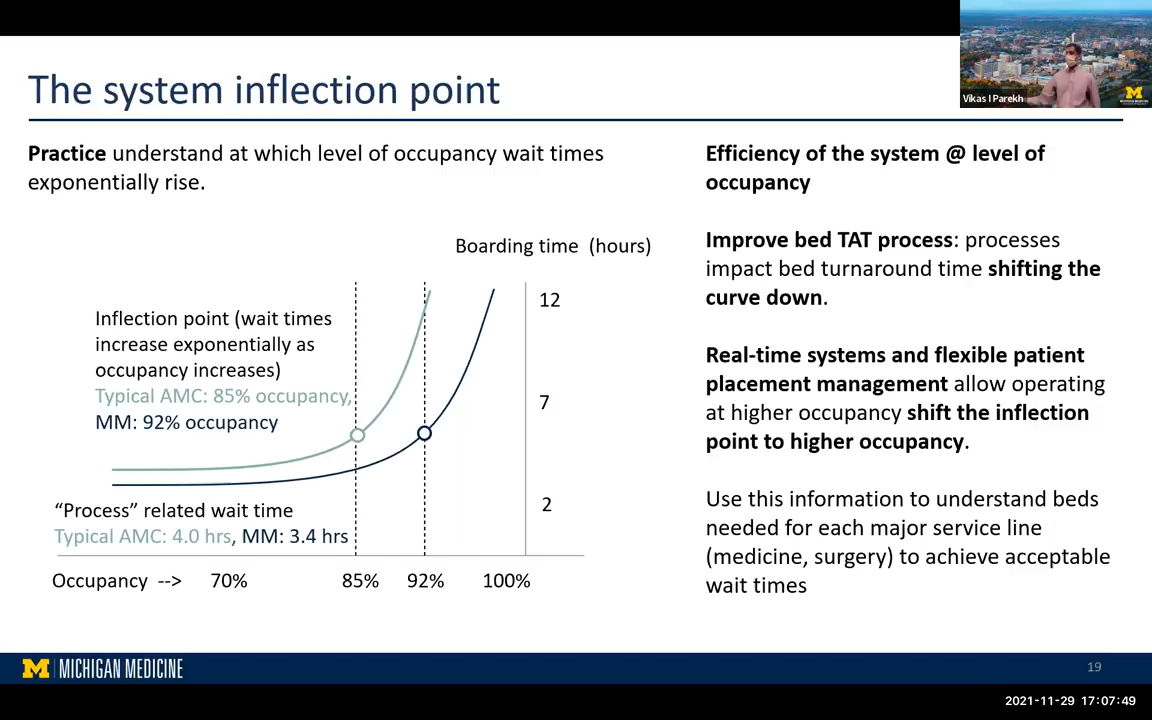 Vikas I Parekh
M
MICHIGAN MEDICINE
The system inflection point
Practice understand at which level of occupancy wait times
exponentially rise.
Boarding time (hours)
12
7
2
Inflection point (wait times
increase exponentially as
occupancy increases)
Typical AMC: 85% occupancy,
MM: 92% occupancy
“Process” related wait time
Typical AMC: 4.0 hrs, MM: 3.4 hrs
Occupancy --> 70% 85% 92% 100%
Efficiency of the system @ level of
occupancy
Improve bed TAT process: processes
impact bed turnaround time shifting the
curve down.
Real-time systems and flexible patient
placement management allow operating
at higher occupancy shift the inflection
point to higher occupancy.
Use this information to understand beds
needed for each major service line
(medicine, surgery) to achieve acceptable
wait times
M MICHIGAN MEDICINE
19
2021-11-29 17:07:49